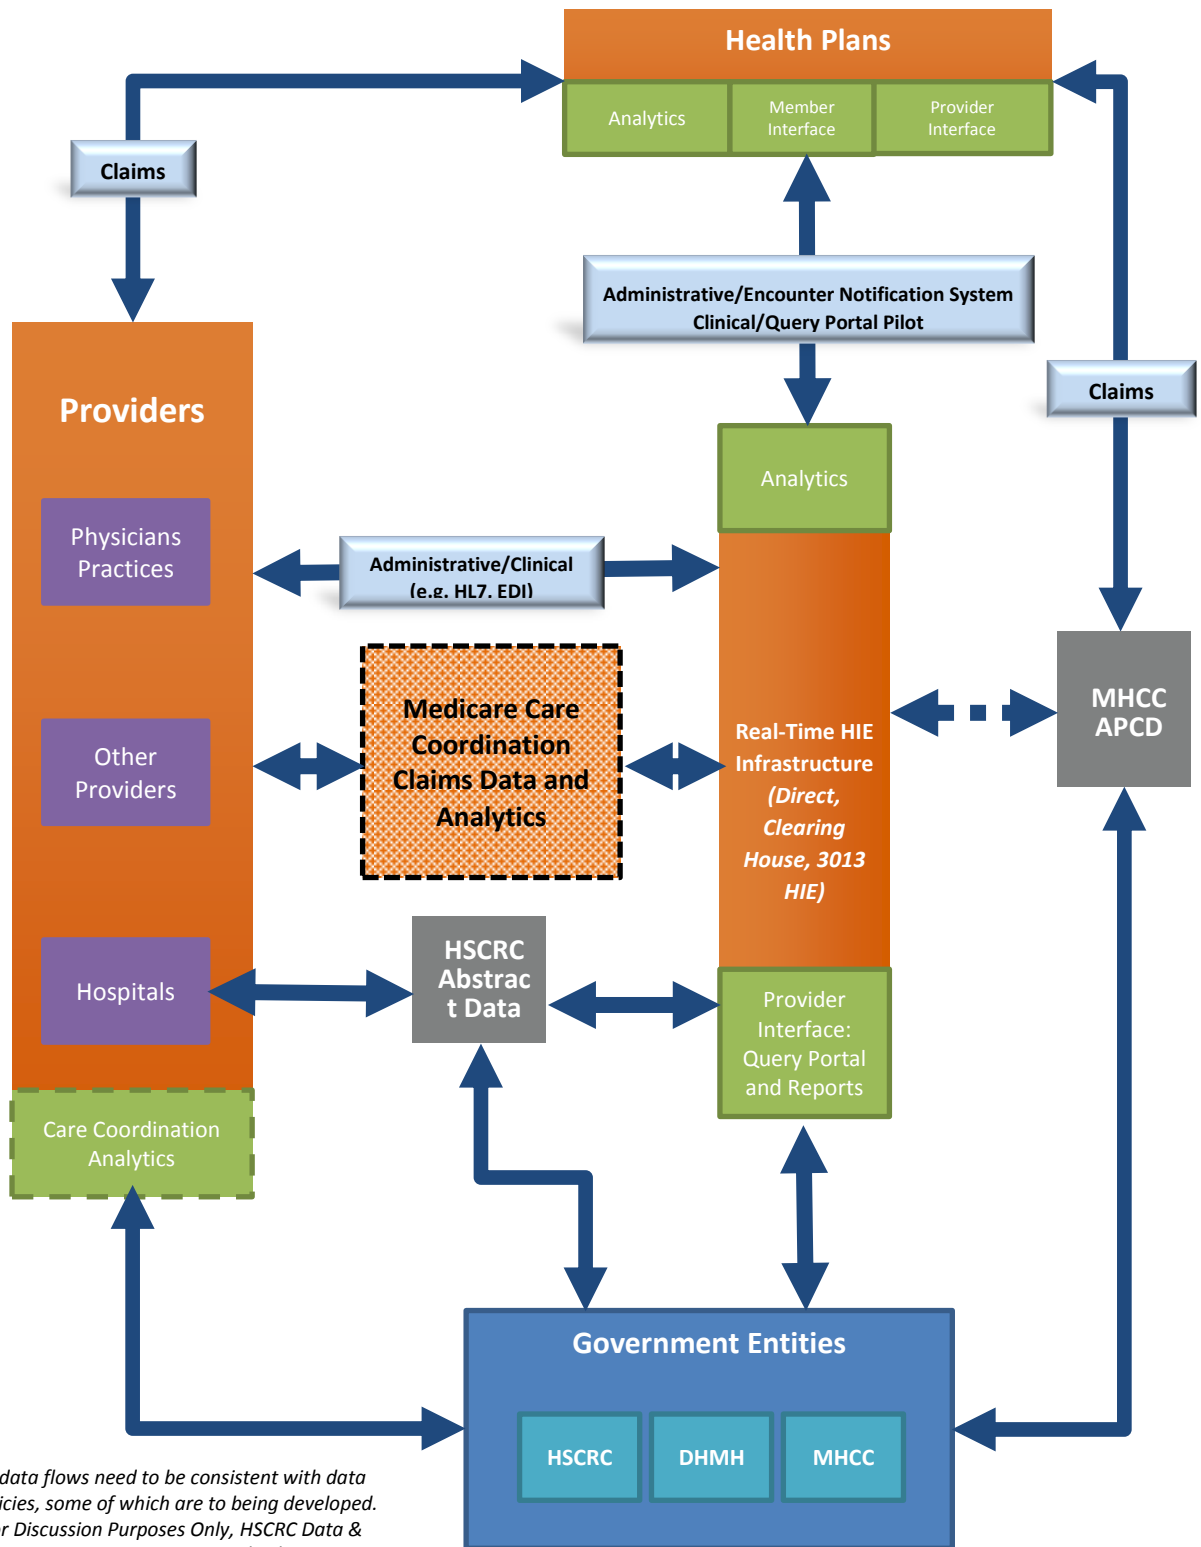 Health Plans
Analytics
Member
Interface
Provider
Interface
Claims
Administrative/Encounter Notification System
Clinical/Query Portal Pilot
Claims
Providers
Physicians
Practices
Other
Providers
Hospitals
Care Coordination
Analytics
Administrative/Clinical
(e.g. HL7, EDI)
Medicare Care
Coordination
Claims Data and
Analytics
HSCRC
Abstrac
t Data
Analytics
Real-Time HIE
Infrastructure
(Direct,
Clearing
House, 3013
HIE)
Provider
Interface:
Query Portal
and Reports
MHCC
APCD
Government Entities
HSCRC
DHMH
MHCC
data flows need to be consistent with data
icies, some of which are to being developed.
r Discussion Purposes Only, HSCRC Data &